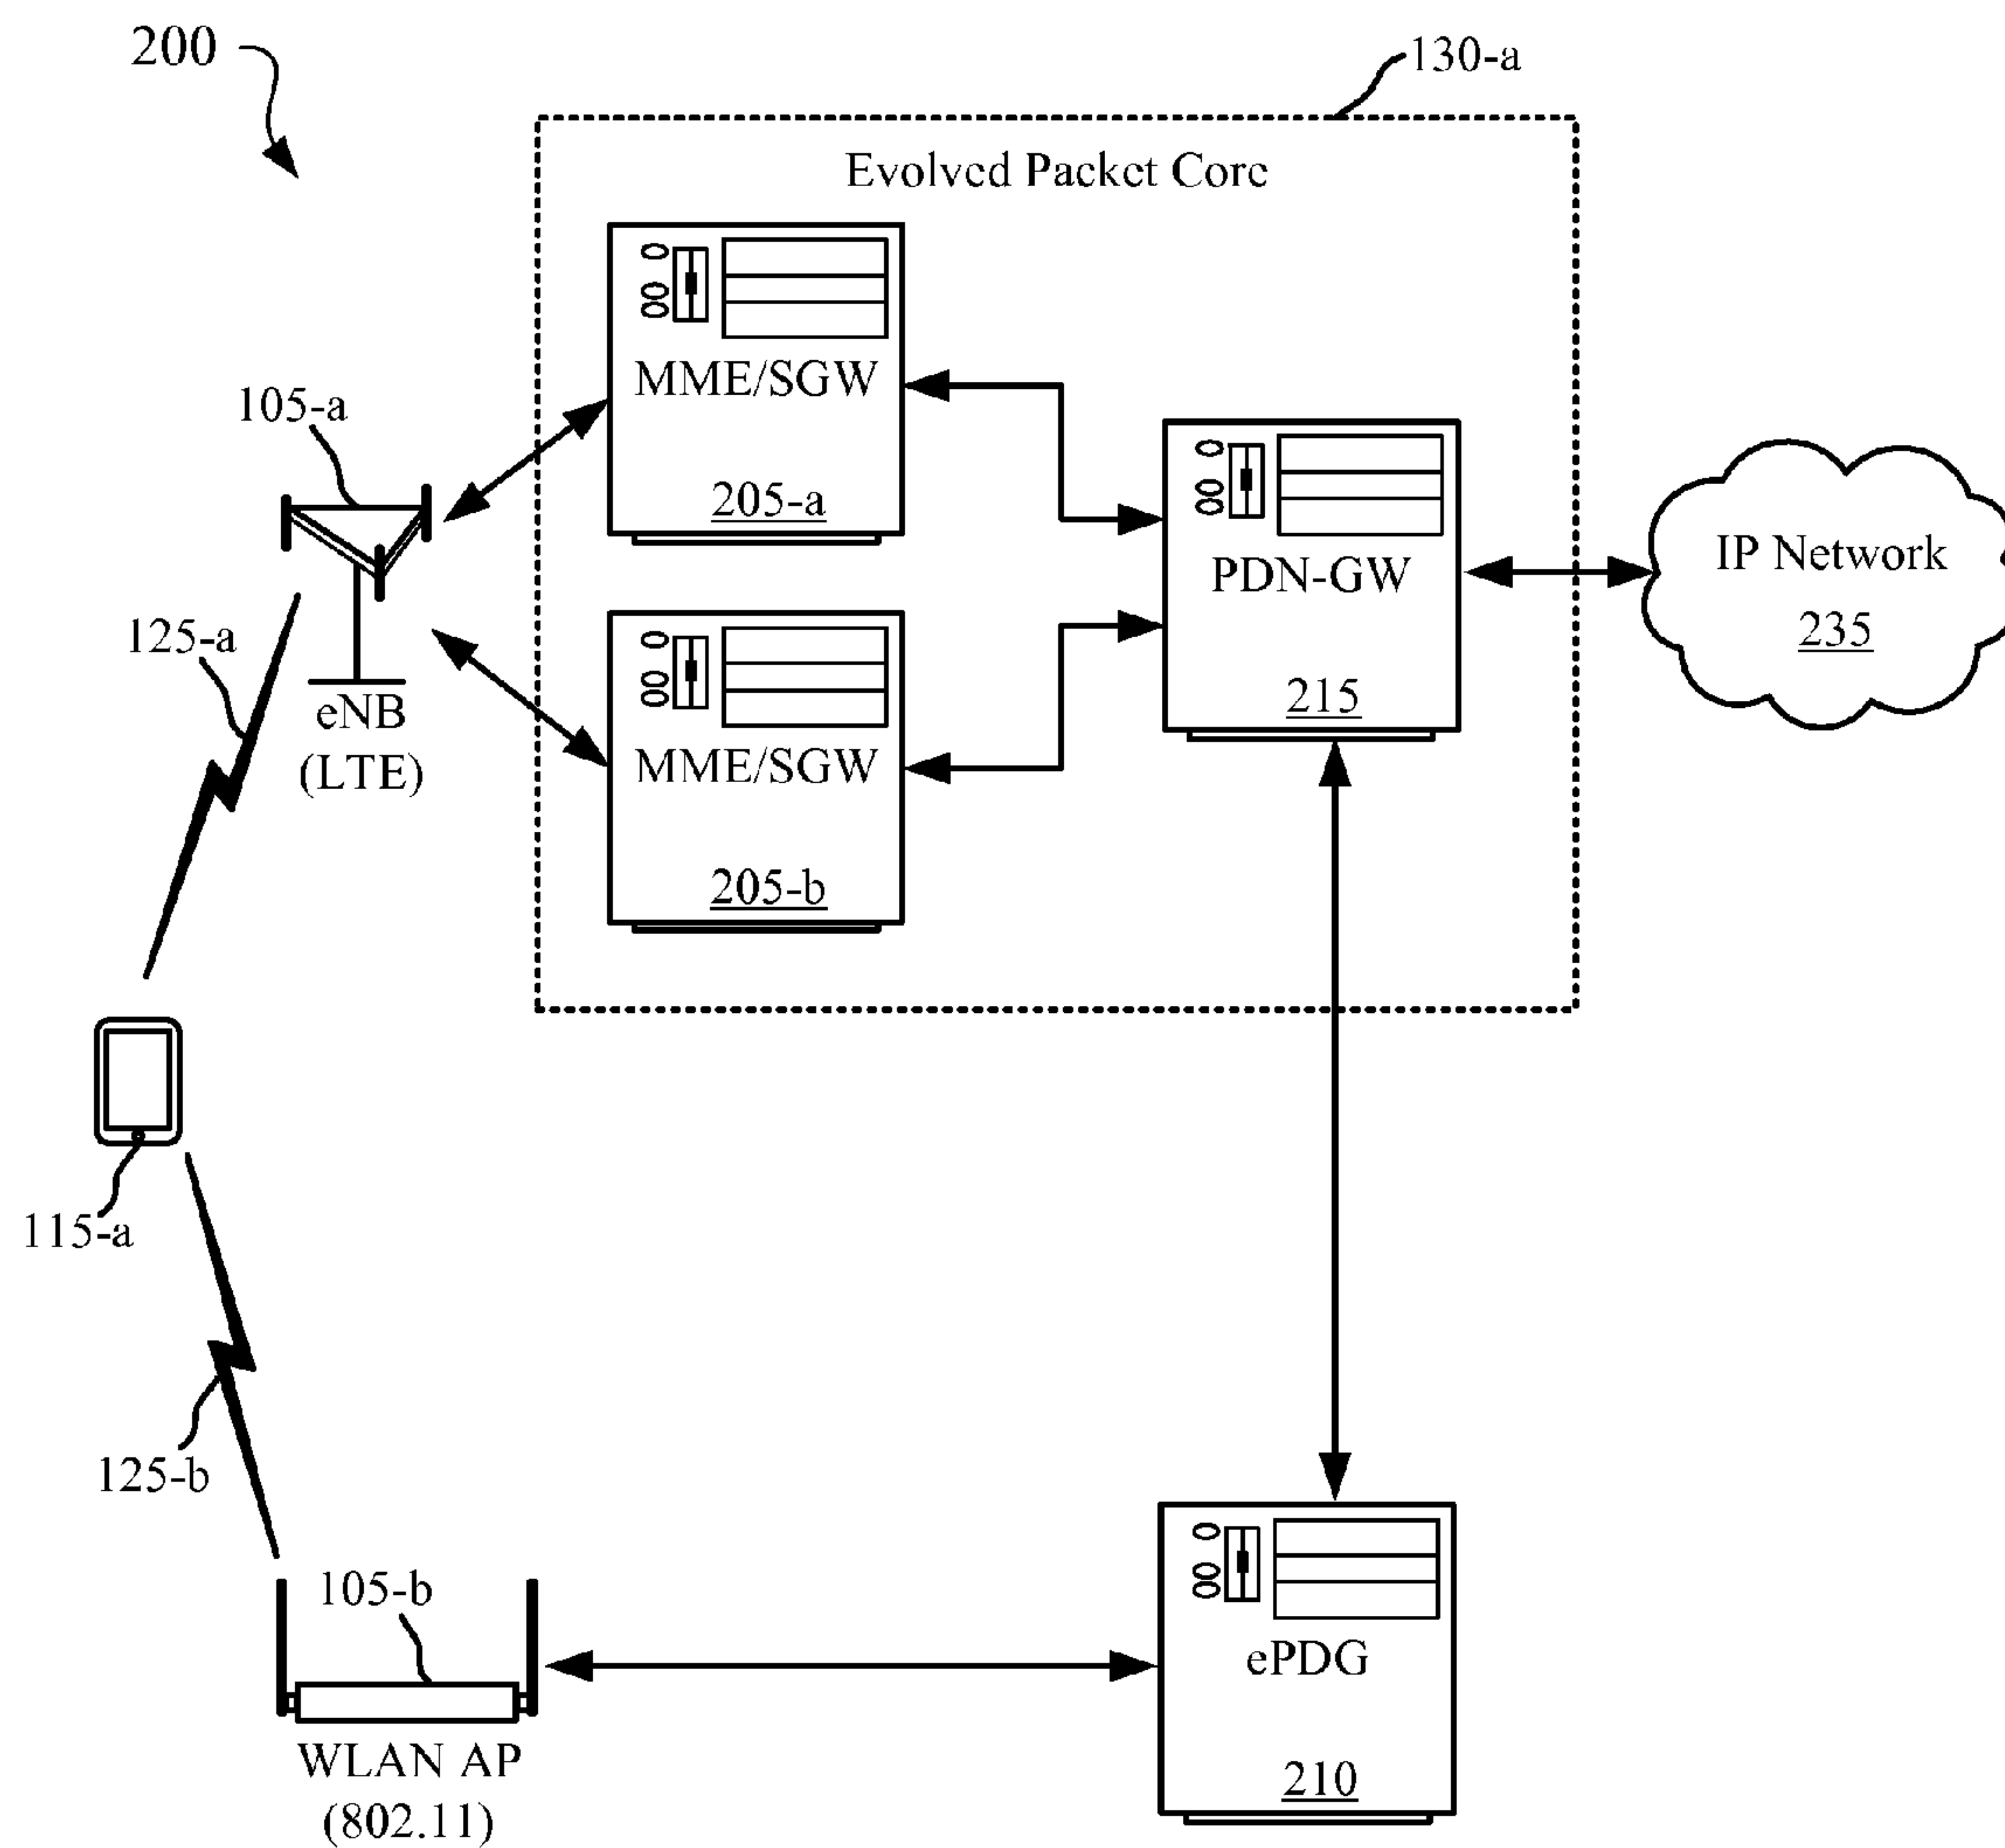 200
130-a
Evolved Packet Core
MME/SGW
205-a
105-a
125-a
eNB
(LTE)
MME/SGW
205-b
PDN-GW
215
IP Network
235
115-a
125-b
105-b
WLAN AP
(802.11)
ePDG
210